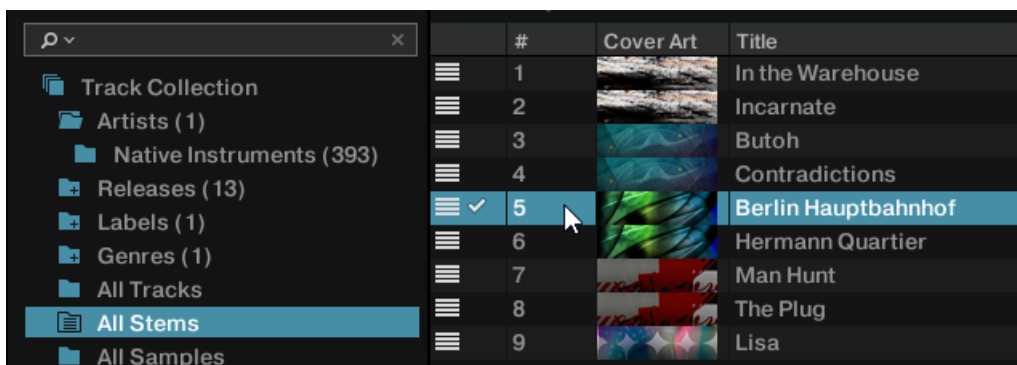 Track Collection
Artists (1)
Native Instruments (393)
Releases (13)
Labels (1)
Genres (1)
All Tracks
All Stems
All Samples
# Cover Art Title
1 In the Warehouse
2 Incarnate
3 Butoh
4 Contradictions
5 Berlin Hauptbahnhof
6 Hermann Quartier
7 Man Hunt
8 The Plug
9 Lisa